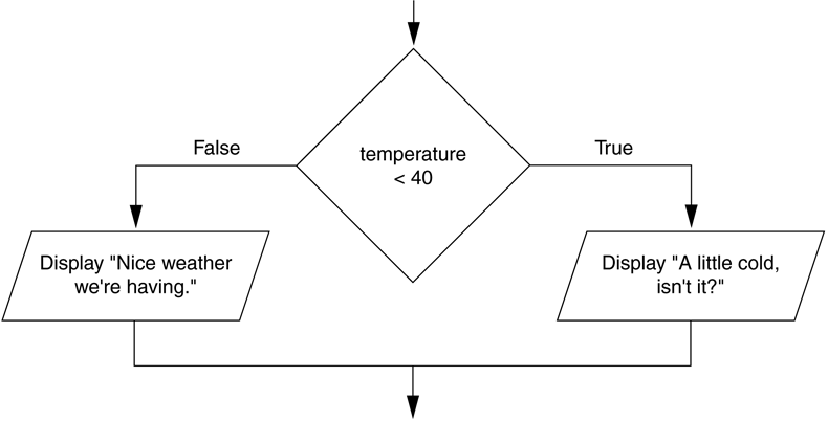 False
True
temperature
< 40
Display "Nice weather
we're having."
Display "A little cold,
isn't it?"